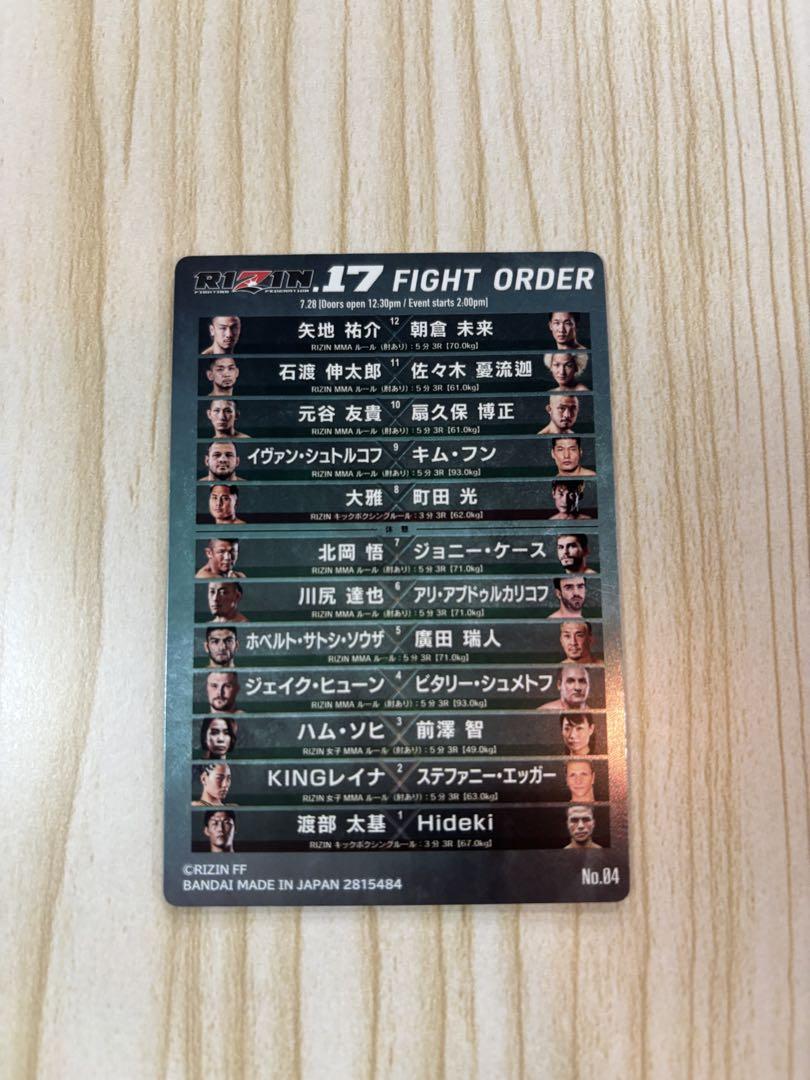 RIZIN.17 FIGHT ORDER
FIGHTING FEDERATION
7.28 [Doors open 12:30pm / Event starts 2:00pm]
矢地 祐介 12 朝倉 未来
RIZIN MMA ルール（肘あり）：5分 3R【70.0kg】
石渡 伸太郎 11 佐々木 憂流迦
RIZIN MMA ルール（肘あり）：5分 3R【61.0kg】
元谷 友貴 10 扇久保 博正
RIZIN MMA ルール（肘あり）：5分 3R【61.0kg】
イヴァン・シュトルコフ 9 キム・フン
RIZIN MMA ルール（肘あり）：5分 3R【93.0kg】
大雅 8 町田 光
RIZIN キックボクシングルール：3分 3R【62.0kg】
休憩
北岡 悟 7 ジョニー・ケース
RIZIN MMA ルール（肘あり）：5分 3R【71.0kg】
川尻 達也 6 アリ・アブドゥルカリコフ
RIZIN MMA ルール（肘あり）：5分 3R【71.0kg】
ホベルト・サトシ・ソウザ 5 廣田 瑞人
RIZIN MMA ルール：5分 3R【71.0kg】
ジェイク・ヒューン 4 ビタリー・シュメトフ
RIZIN MMA ルール（肘あり）：5分 3R【93.0kg】
ハム・ソヒ 3 前澤 智
RIZIN 女子 MMA ルール（肘あり）：5分 3R【49.0kg】
KINGレイナ 2 ステファニー・エッガー
RIZIN 女子 MMA ルール（肘あり）：5分 3R【63.0kg】
渡部 太基 1 Hideki
RIZIN キックボクシングルール：3分 3R【67.0kg】
©RIZIN FF
BANDAI MADE IN JAPAN 2815484
No.04